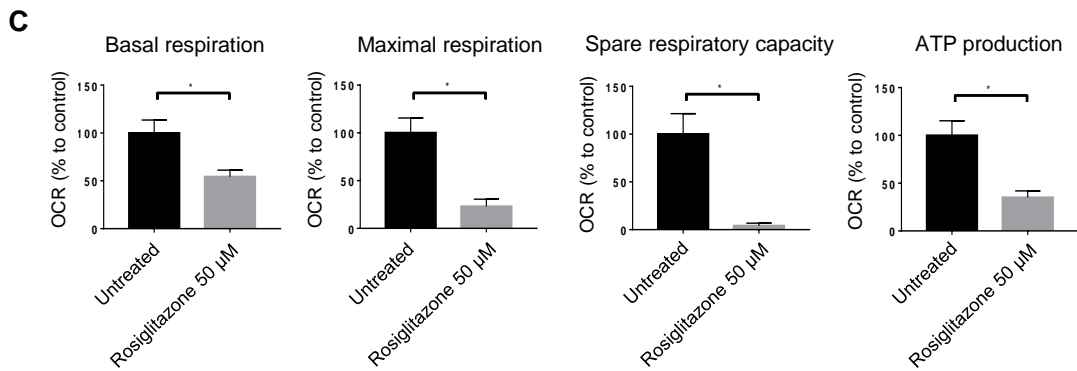 C
Basal respiration
OCR (% to control)
150
100
50
0
*
Untreated
Rosiglitazone 50 µM
Maximal respiration
OCR (% to control)
150
100
50
0
*
Untreated
Rosiglitazone 50 µM
Spare respiratory capacity
OCR (% to control)
150
100
50
0
*
Untreated
Rosiglitazone 50 µM
ATP production
OCR (% to control)
150
100
50
0
*
Untreated
Rosiglitazone 50 µM